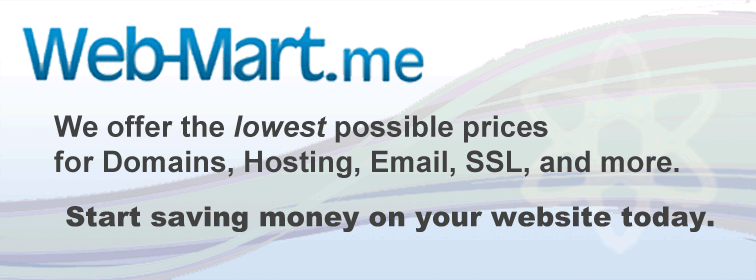 Web-Mart.me
We offer the lowest possible prices
for Domains, Hosting, Email, SSL, and more.
Start saving money on your website today.